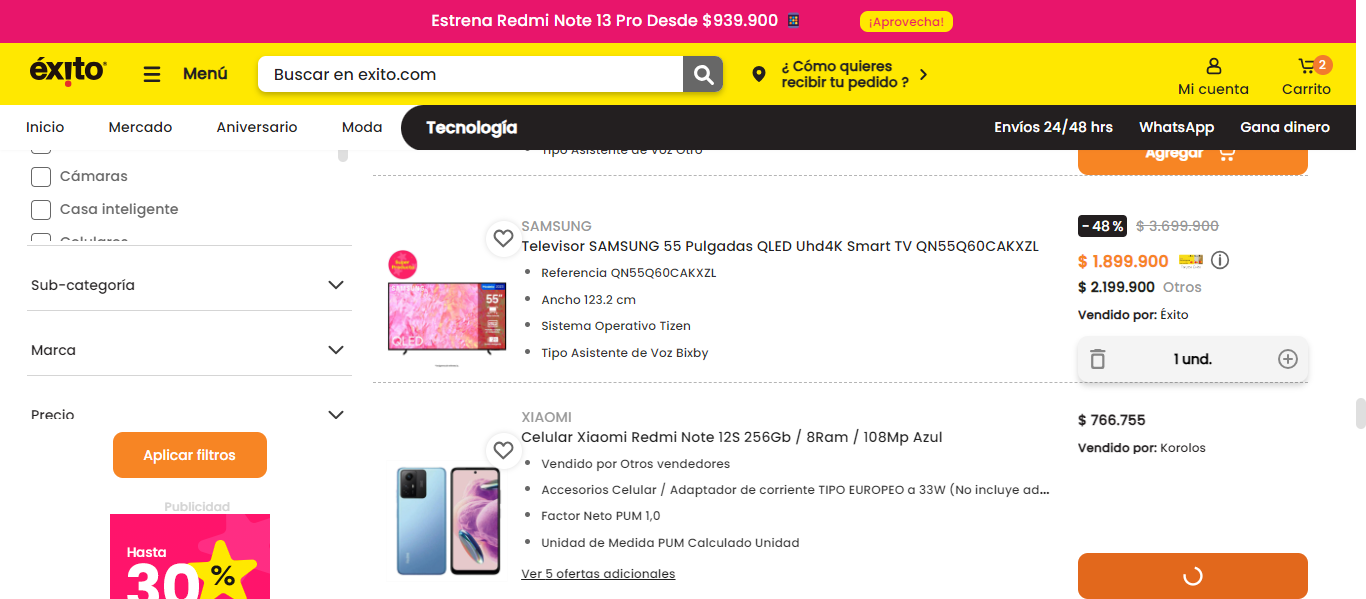 Estrena Redmi Note 13 Pro Desde $939.900
¡Aprovecha!
éxito
Menú
Buscar en exito.com
¿ Cómo quieres
recibir tu pedido ?
Mi cuenta
2
Carrito
Inicio
Mercado
Aniversario
Moda
Tecnología
Envíos 24/48 hrs
WhatsApp
Gana dinero
Cámaras
Casa inteligente
Celulares
Sub-categoría
Marca
Precio
Aplicar filtros
Publicidad
Hasta
30%
Tipo Asistente de Voz Otro
Agregar
SAMSUNG
Televisor SAMSUNG 55 Pulgadas QLED Uhd4K Smart TV QN55Q60CAKXZL
Referencia QN55Q60CAKXZL
Ancho 123.2 cm
Sistema Operativo Tizen
Tipo Asistente de Voz Bixby
SAMSUNG
55"
QLED
- 48 %
$ 3.699.900
$ 1.899.900
$ 2.199.900 Otros
Vendido por: Éxito
1 und.
XIAOMI
Celular Xiaomi Redmi Note 12S 256Gb / 8Ram / 108Mp Azul
Vendido por Otros vendedores
Accesorios Celular / Adaptador de corriente TIPO EUROPEO a 33W (No incluye ad...
Factor Neto PUM 1,0
Unidad de Medida PUM Calculado Unidad
Ver 5 ofertas adicionales
$ 766.755
Vendido por: Korolos